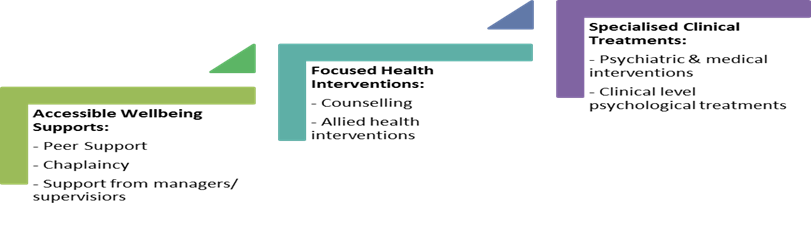 Accessible Wellbeing
Supports:
- Peer Support
- Chaplaincy
- Support from managers/
supervisiors
Focused Health
Interventions:
- Counselling
- Allied health
interventions
Specialised Clinical
Treatments:
- Psychiatric & medical
interventions
- Clinical level
psychological treatments